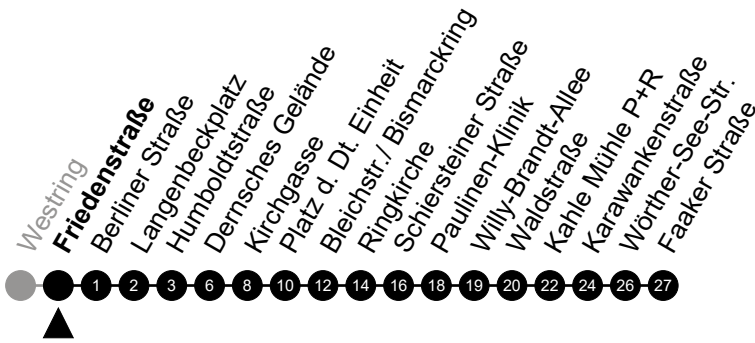 Westring
Friedenstraße
Berliner Straße
Langenbeckplatz
Humboldtstraße
Dernsches Gelände
Kirchgasse
Platz d. Dt. Einheit
Bleichstr./ Bismarckring
Ringkirche
Schiersteiner Straße
Paulinen-Klinik
Willy-Brandt-Allee
Waldstraße
Kahle Mühle P+R
Karawankenstraße
Wörther-See-Str.
Faaker Straße
1 2 3 6 8 10 12 14 16 18 19 20 22 24 26 27